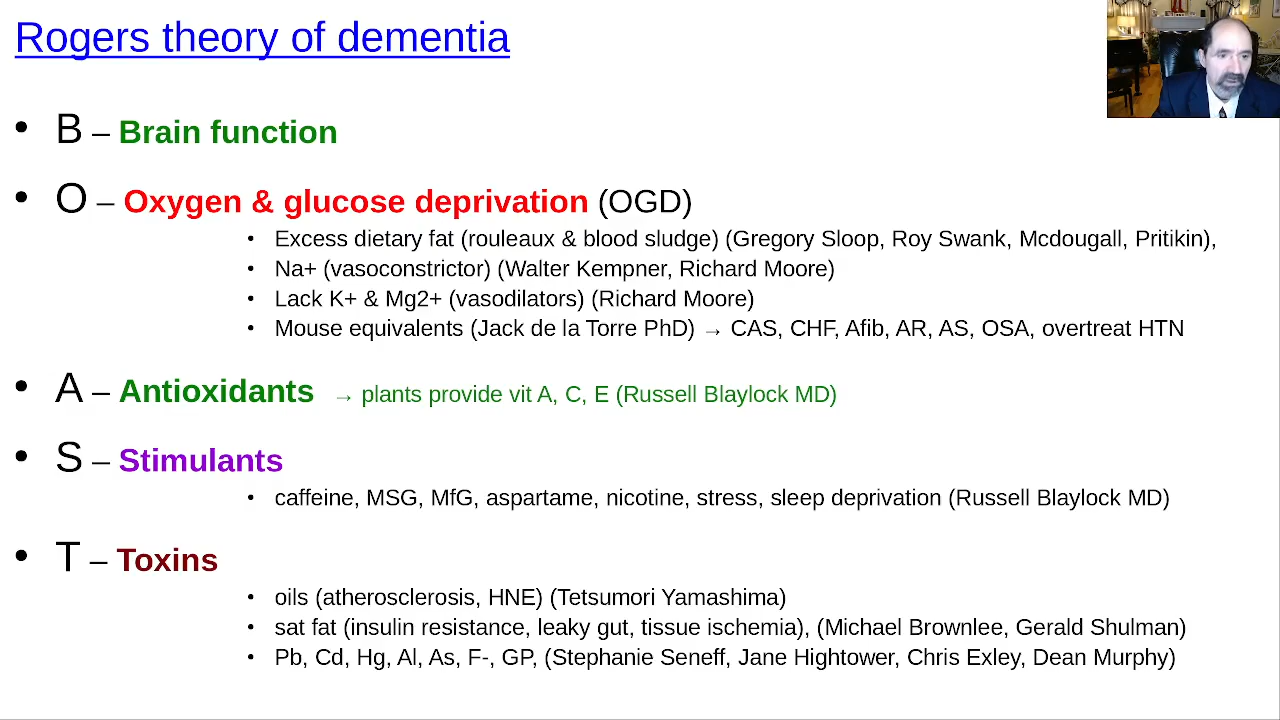 Rogers theory of dementia
• B – Brain function
• O – Oxygen & glucose deprivation (OGD)
• Excess dietary fat (rouleaux & blood sludge) (Gregory Sloop, Roy Swank, Mcdougall, Pritikin),
• Na+ (vasoconstrictor) (Walter Kempner, Richard Moore)
• Lack K+ & Mg2+ (vasodilators) (Richard Moore)
• Mouse equivalents (Jack de la Torre PhD) → CAS, CHF, Afib, AR, AS, OSA, overtreat HTN
• A – Antioxidants → plants provide vit A, C, E (Russell Blaylock MD)
• S – Stimulants
• caffeine, MSG, MfG, aspartame, nicotine, stress, sleep deprivation (Russell Blaylock MD)
• T – Toxins
• oils (atherosclerosis, HNE) (Tetsumori Yamashima)
• sat fat (insulin resistance, leaky gut, tissue ischemia), (Michael Brownlee, Gerald Shulman)
• Pb, Cd, Hg, Al, As, F-, GP, (Stephanie Seneff, Jane Hightower, Chris Exley, Dean Murphy)